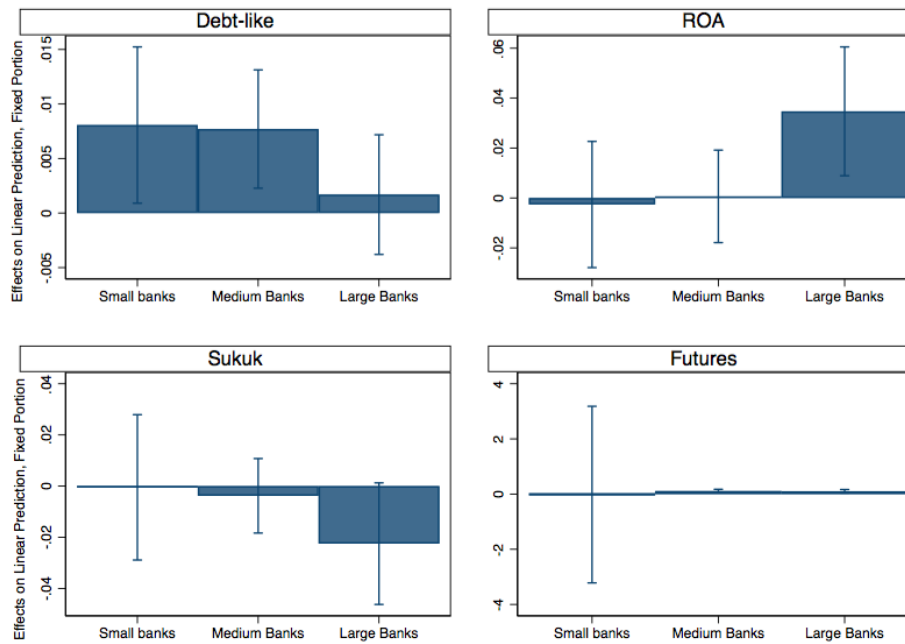 Debt-like
Effects on Linear Prediction, Fixed Portion
.015
.01
.005
0
-.005
Small banks Medium Banks Large Banks
ROA
.06
.04
.02
0
-.02
Small banks Medium Banks Large Banks
Sukuk
Effects on Linear Prediction, Fixed Portion
.04
.02
0
-.02
-.04
Small banks Medium Banks Large Banks
Futures
4
2
0
-2
-4
Small banks Medium Banks Large Banks